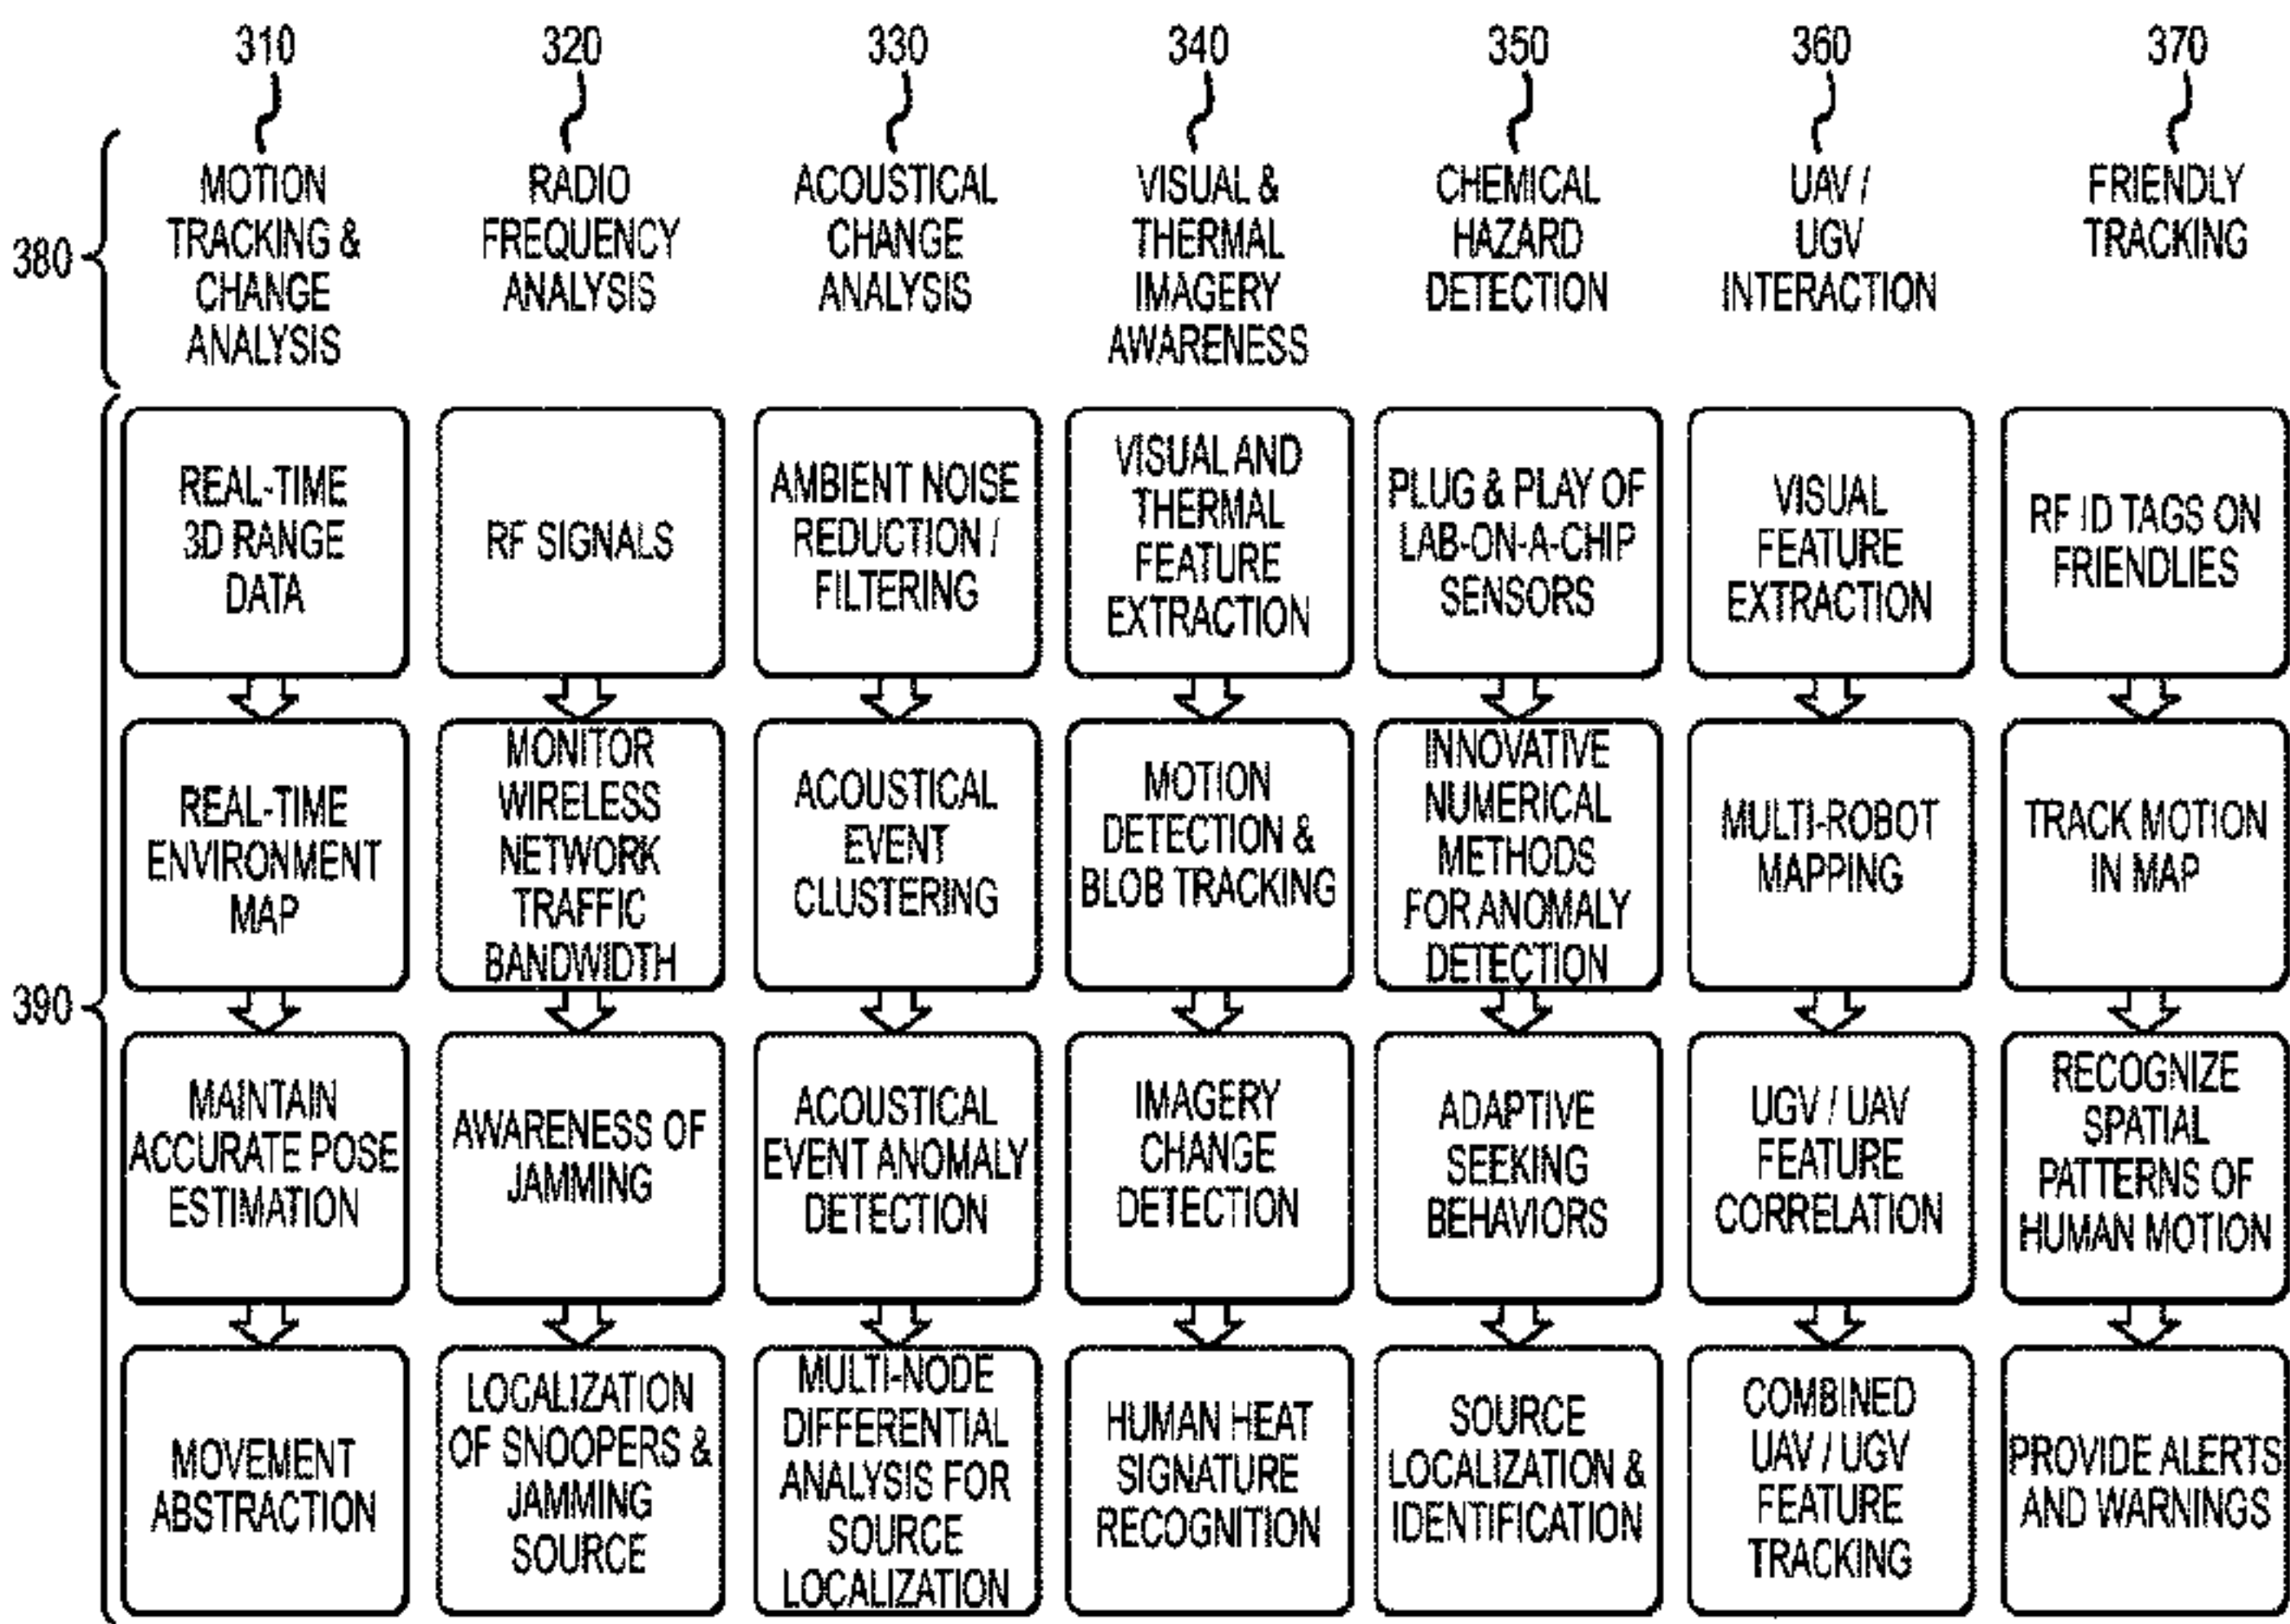 310
320
330
340
350
360
370
380
MOTION
TRACKING &
CHANGE
ANALYSIS
RADIO
FREQUENCY
ANALYSIS
ACOUSTICAL
CHANGE
ANALYSIS
VISUAL &
THERMAL
IMAGERY
AWARENESS
CHEMICAL
HAZARD
DETECTION
UAV /
UGV
INTERACTION
FRIENDLY
TRACKING
390
REAL-TIME
3D RANGE
DATA
RF SIGNALS
AMBIENT NOISE
REDUCTION /
FILTERING
VISUAL AND
THERMAL
FEATURE
EXTRACTION
PLUG & PLAY OF
LAB-ON-A-CHIP
SENSORS
VISUAL
FEATURE
EXTRACTION
RF ID TAGS ON
FRIENDLIES
REAL-TIME
ENVIRONMENT
MAP
MONITOR
WIRELESS
NETWORK
TRAFFIC
BANDWIDTH
ACOUSTICAL
EVENT
CLUSTERING
MOTION
DETECTION &
BLOB TRACKING
INNOVATIVE
NUMERICAL
METHODS
FOR ANOMALY
DETECTION
MULTI-ROBOT
MAPPING
TRACK MOTION
IN MAP
MAINTAIN
ACCURATE POSE
ESTIMATION
AWARENESS OF
JAMMING
ACOUSTICAL
EVENT ANOMALY
DETECTION
IMAGERY
CHANGE
DETECTION
ADAPTIVE
SEEKING
BEHAVIORS
UGV / UAV
FEATURE
CORRELATION
RECOGNIZE
SPATIAL
PATTERNS OF
HUMAN MOTION
MOVEMENT
ABSTRACTION
LOCALIZATION
OF SNOOPERS &
JAMMING
SOURCE
MULTI-NODE
DIFFERENTIAL
ANALYSIS FOR
SOURCE
LOCALIZATION
HUMAN HEAT
SIGNATURE
RECOGNITION
SOURCE
LOCALIZATION &
IDENTIFICATION
COMBINED
UAV / UGV
FEATURE
TRACKING
PROVIDE ALERTS
AND WARNINGS